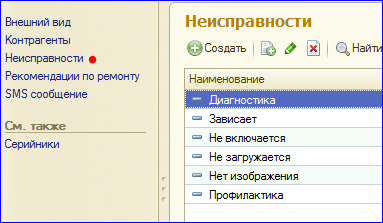 Внешний вид
Контрагенты
Неисправности
Рекомендации по ремонту
SMS сообщение
См. также
Серийники
Неисправности
Создать
Найти
Наименование
Диагностика
Зависает
Не включается
Не загружается
Нет изображения
Профилактика